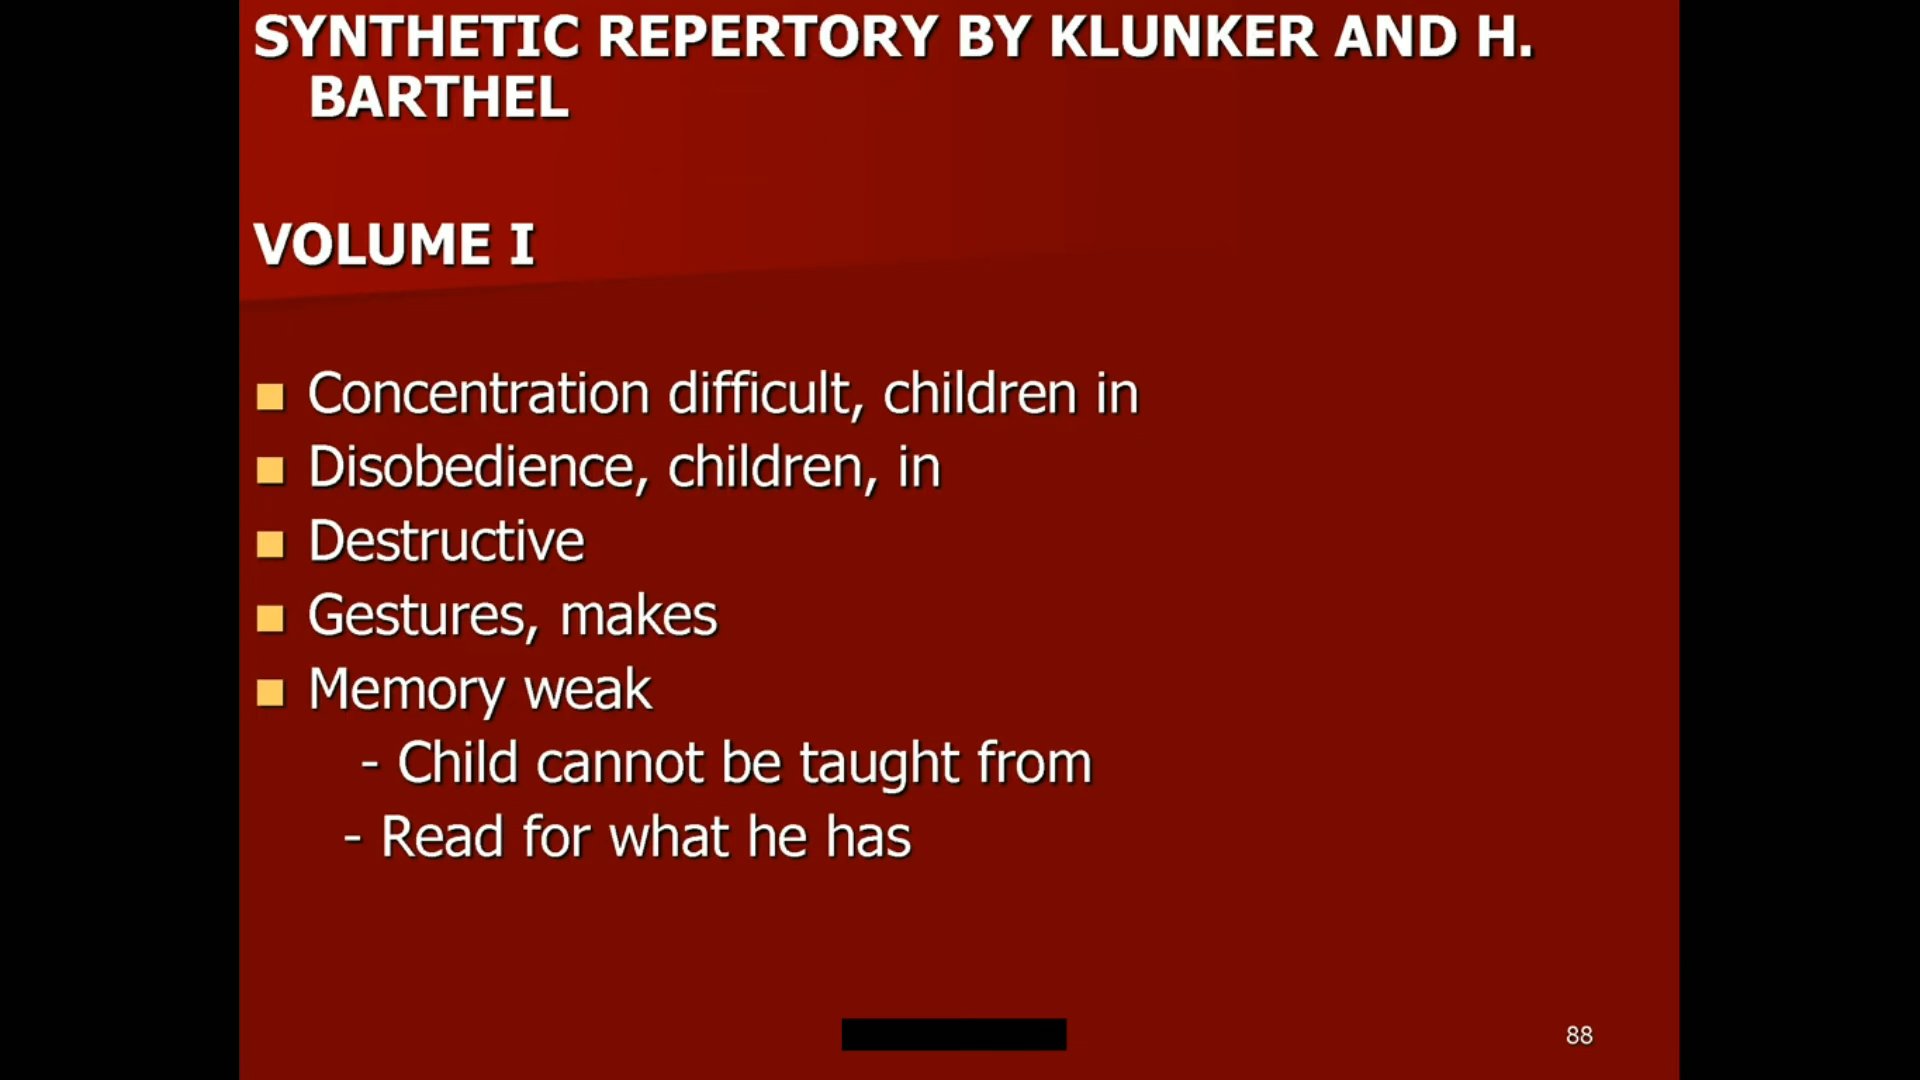 SYNTHETIC REPERTORY BY KLUNKER AND H.
BARTHEL
VOLUME I
Concentration difficult, children in
Disobedience, children, in
Destructive
Gestures, makes
Memory weak
- Child cannot be taught from
- Read for what he has
88